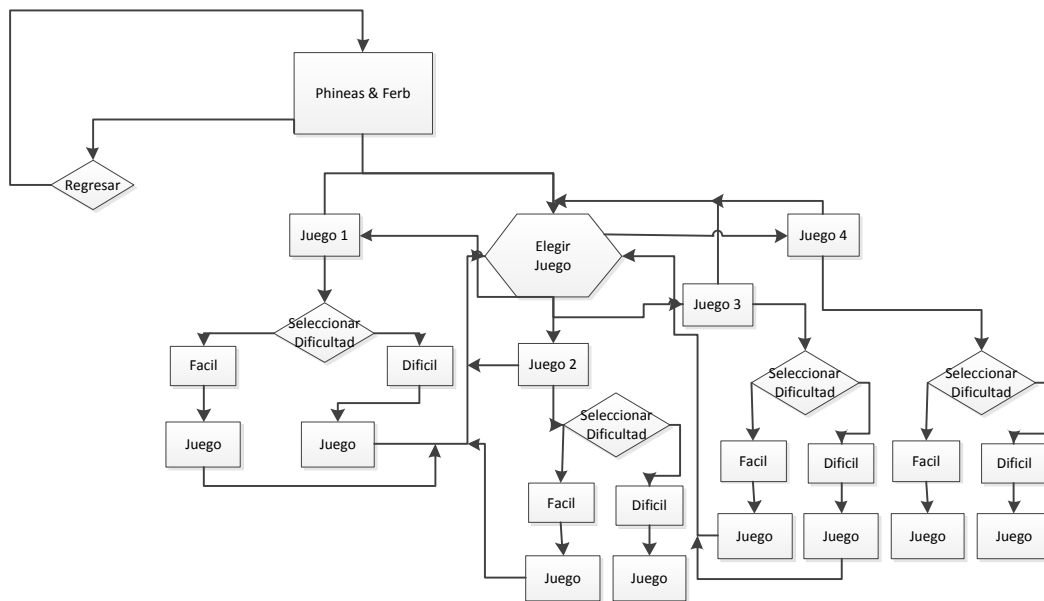 Phineas & Ferb
Regresar
Juego 1
Elegir
Juego
Juego 4
Juego 3
Seleccionar
Dificultad
Facil
Dificil
Juego 2
Seleccionar
Dificultad
Seleccionar
Dificultad
Seleccionar
Dificultad
Juego
Juego
Facil
Dificil
Facil
Dificil
Facil
Dificil
Juego
Juego
Juego
Juego
Juego
Juego